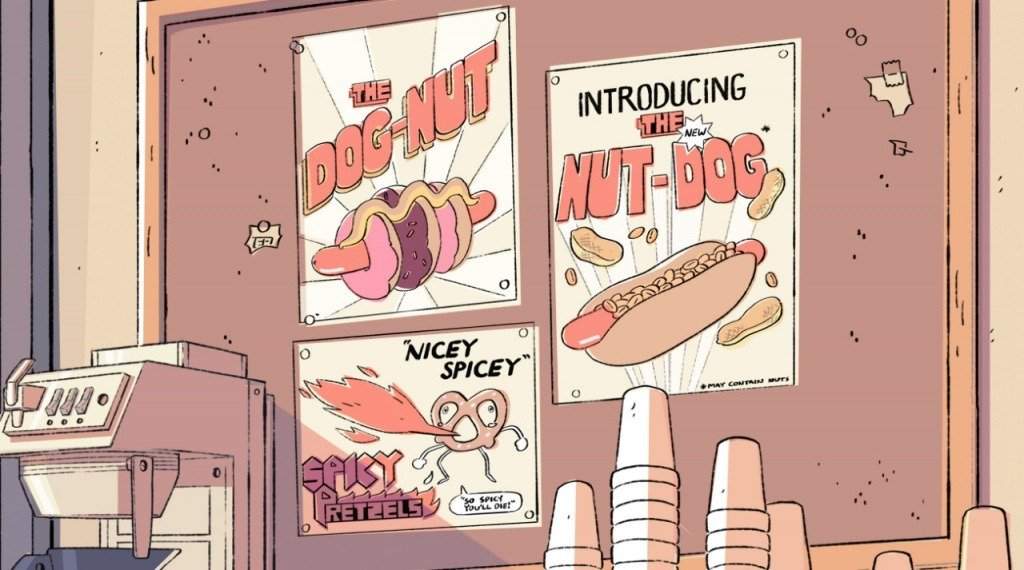 THE
DOG-NUT
INTRODUCING
THE
NEW
NUT-DOG*
*MAY CONTAIN NUTS
"NICEY
SPICEY"
SPICY
PRETZELS
"SO SPICY
YOU'LL DIE!"